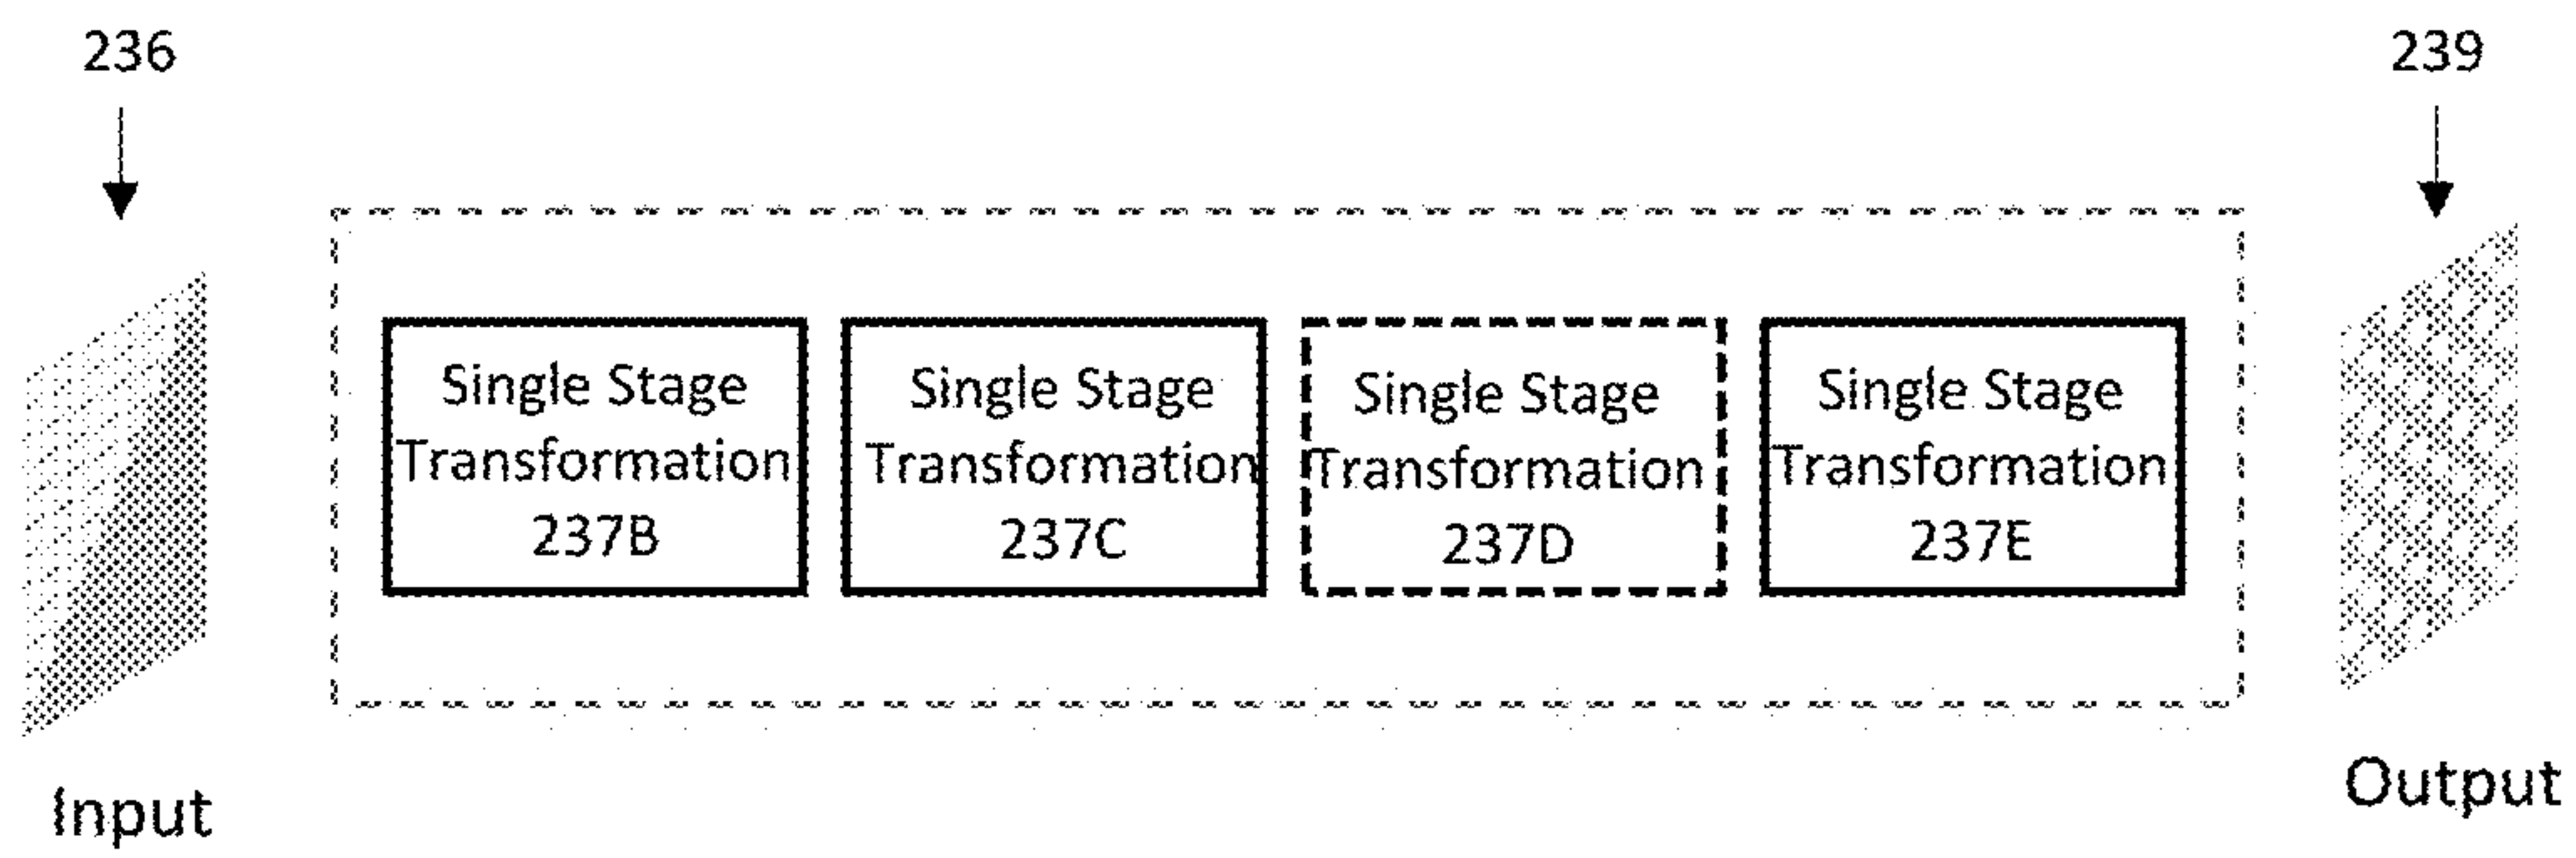 236
239
Single Stage
Transformation
237B
Single Stage
Transformation
237C
Single Stage
Transformation
237D
Single Stage
Transformation
237E
Input
Output